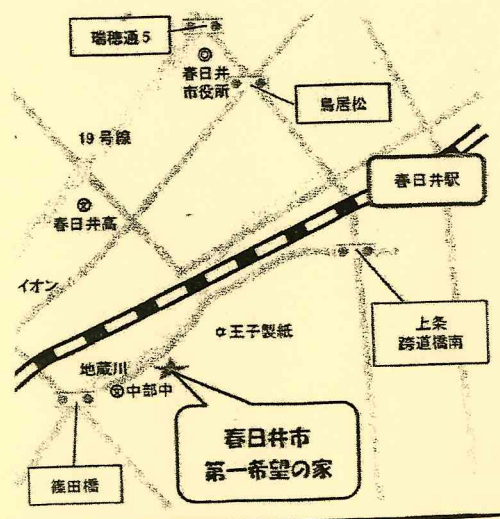 瑞穂通5
春日井
市役所
鳥居松
19号線
春日井駅
春日井高
イオン
上条
跨道橋南
王子製紙
地蔵川
中部中
春日井市
第一希望の家
篠田橋